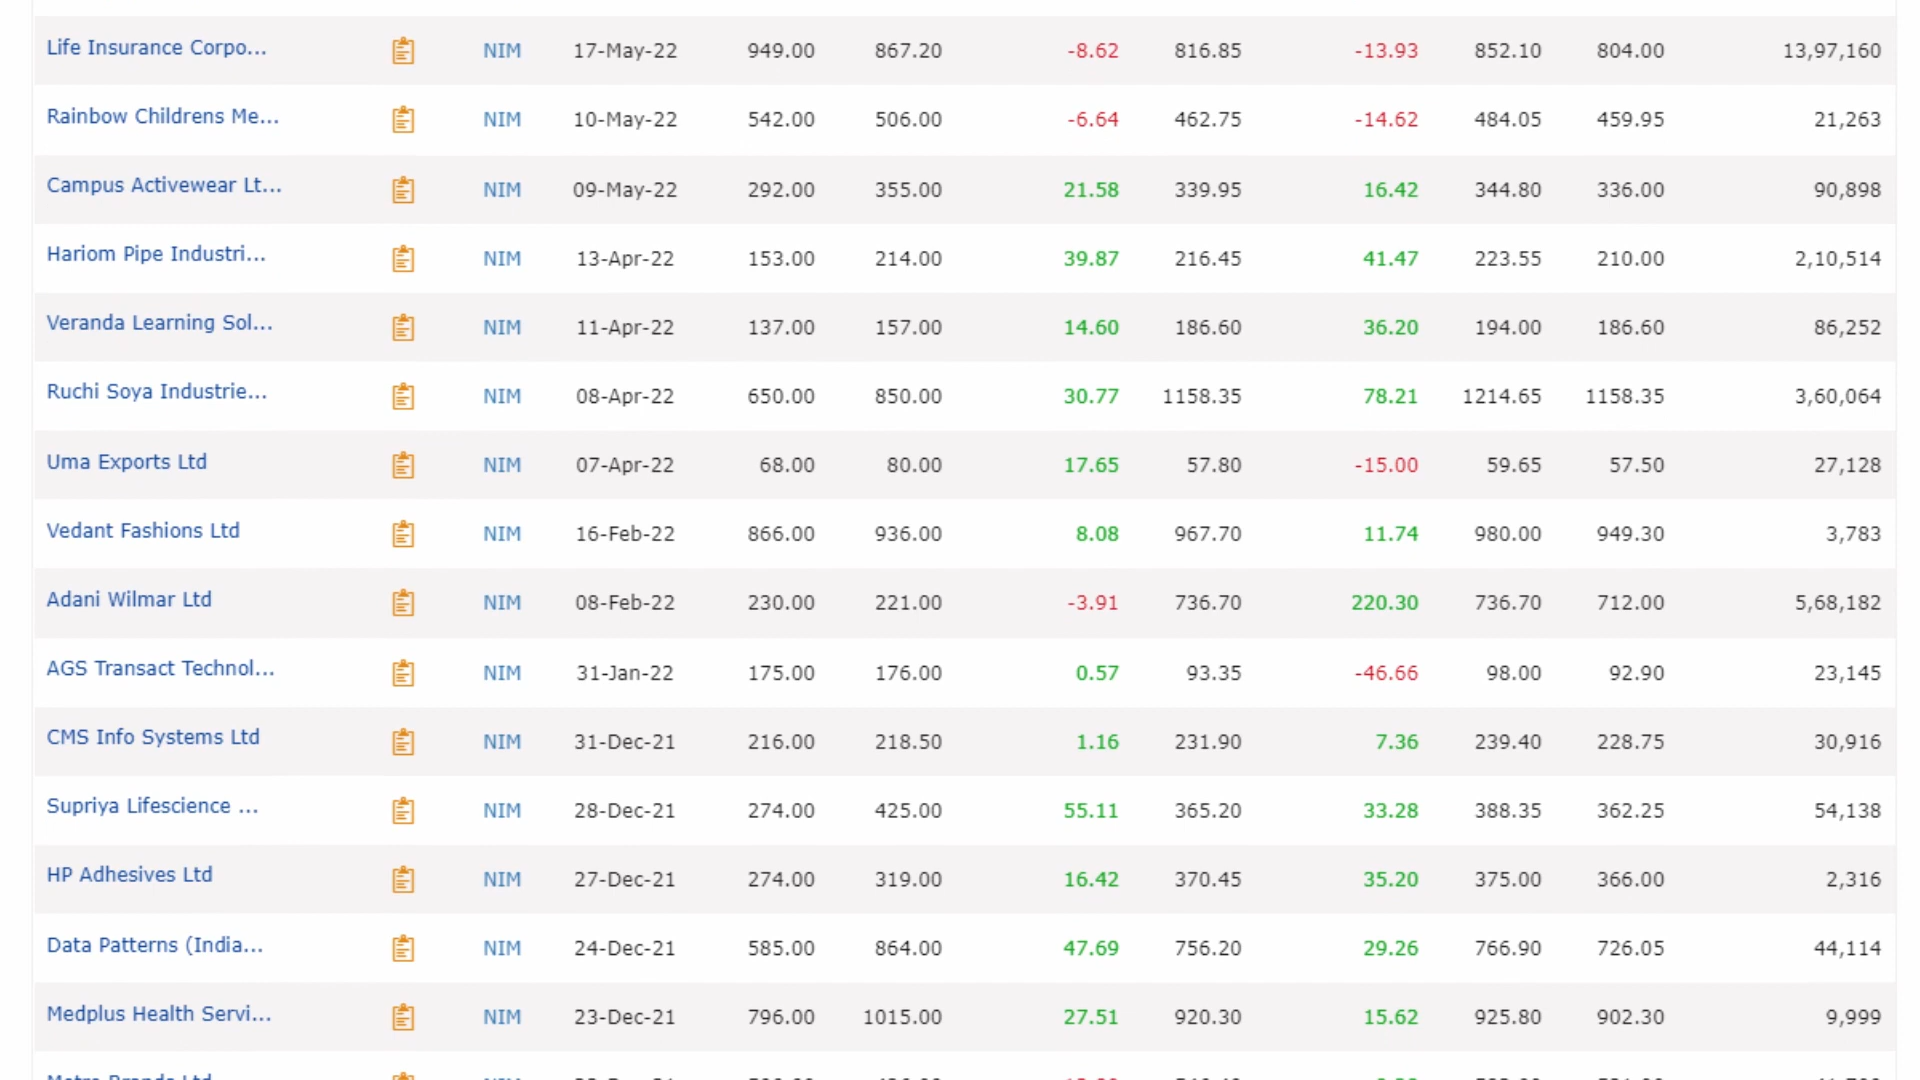 Life Insurance Corpo... NIM 17-May-22 949.00 867.20 -8.62 816.85 -13.93 852.10 804.00 13,97,160
Rainbow Childrens Me... NIM 10-May-22 542.00 506.00 -6.64 462.75 -14.62 484.05 459.95 21,263
Campus Activewear Lt... NIM 09-May-22 292.00 355.00 21.58 339.95 16.42 344.80 336.00 90,898
Hariom Pipe Industri... NIM 13-Apr-22 153.00 214.00 39.87 216.45 41.47 223.55 210.00 2,10,514
Veranda Learning Sol... NIM 11-Apr-22 137.00 157.00 14.60 186.60 36.20 194.00 186.60 86,252
Ruchi Soya Industrie... NIM 08-Apr-22 650.00 850.00 30.77 1158.35 78.21 1214.65 1158.35 3,60,064
Uma Exports Ltd NIM 07-Apr-22 68.00 80.00 17.65 57.80 -15.00 59.65 57.50 27,128
Vedant Fashions Ltd NIM 16-Feb-22 866.00 936.00 8.08 967.70 11.74 980.00 949.30 3,783
Adani Wilmar Ltd NIM 08-Feb-22 230.00 221.00 -3.91 736.70 220.30 736.70 712.00 5,68,182
AGS Transact Technol... NIM 31-Jan-22 175.00 176.00 0.57 93.35 -46.66 98.00 92.90 23,145
CMS Info Systems Ltd NIM 31-Dec-21 216.00 218.50 1.16 231.90 7.36 239.40 228.75 30,916
Supriya Lifescience ... NIM 28-Dec-21 274.00 425.00 55.11 365.20 33.28 388.35 362.25 54,138
HP Adhesives Ltd NIM 27-Dec-21 274.00 319.00 16.42 370.45 35.20 375.00 366.00 2,316
Data Patterns (India... NIM 24-Dec-21 585.00 864.00 47.69 756.20 29.26 766.90 726.05 44,114
Medplus Health Servi... NIM 23-Dec-21 796.00 1015.00 27.51 920.30 15.62 925.80 902.30 9,999